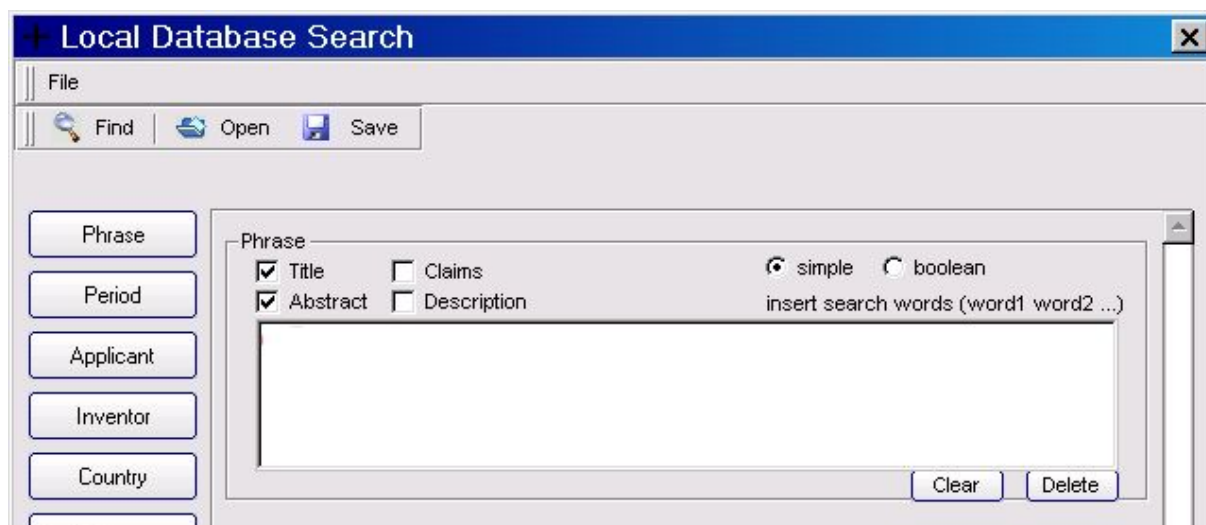 Local Database Search
File
Find Open Save
Phrase
Period
Applicant
Inventor
Country
Phrase
Title Claims simple boolean
Abstract Description insert search words (word1 word2 ...)
Clear Delete